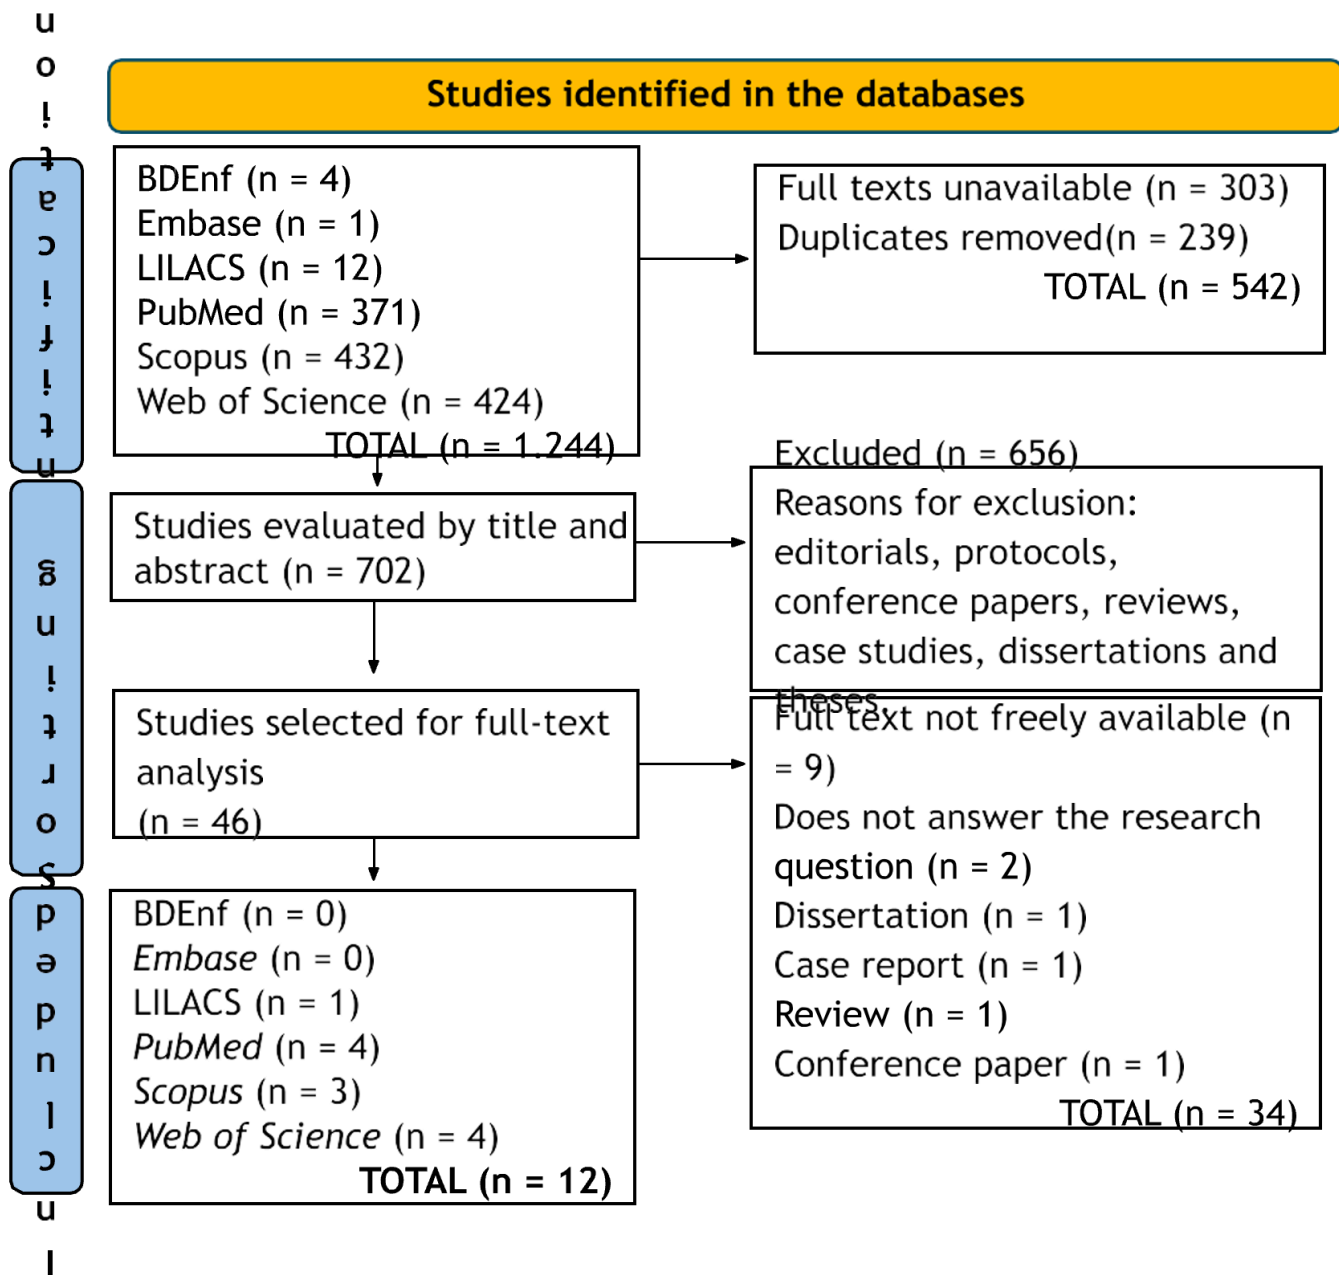 Studies identified in the databases
BDEnf (n = 4)
Embase (n = 1)
LILACS (n = 12)
PubMed (n = 371)
Scopus (n = 432)
Web of Science (n = 424)
TOTAL (n = 1.244)
Full texts unavailable (n = 303)
Duplicates removed(n = 239)
TOTAL (n = 542)
Studies evaluated by title and
abstract (n = 702)
Excluded (n = 656)
Reasons for exclusion:
editorials, protocols,
conference papers, reviews,
case studies, dissertations and
theses.
Studies selected for full-text
analysis
(n = 46)
Full text not freely available (n
= 9)
Does not answer the research
question (n = 2)
Dissertation (n = 1)
Case report (n = 1)
Review (n = 1)
Conference paper (n = 1)
TOTAL (n = 34)
BDEnf (n = 0)
Embase (n = 0)
LILACS (n = 1)
PubMed (n = 4)
Scopus (n = 3)
Web of Science (n = 4)
TOTAL (n = 12)
Sorting
Included